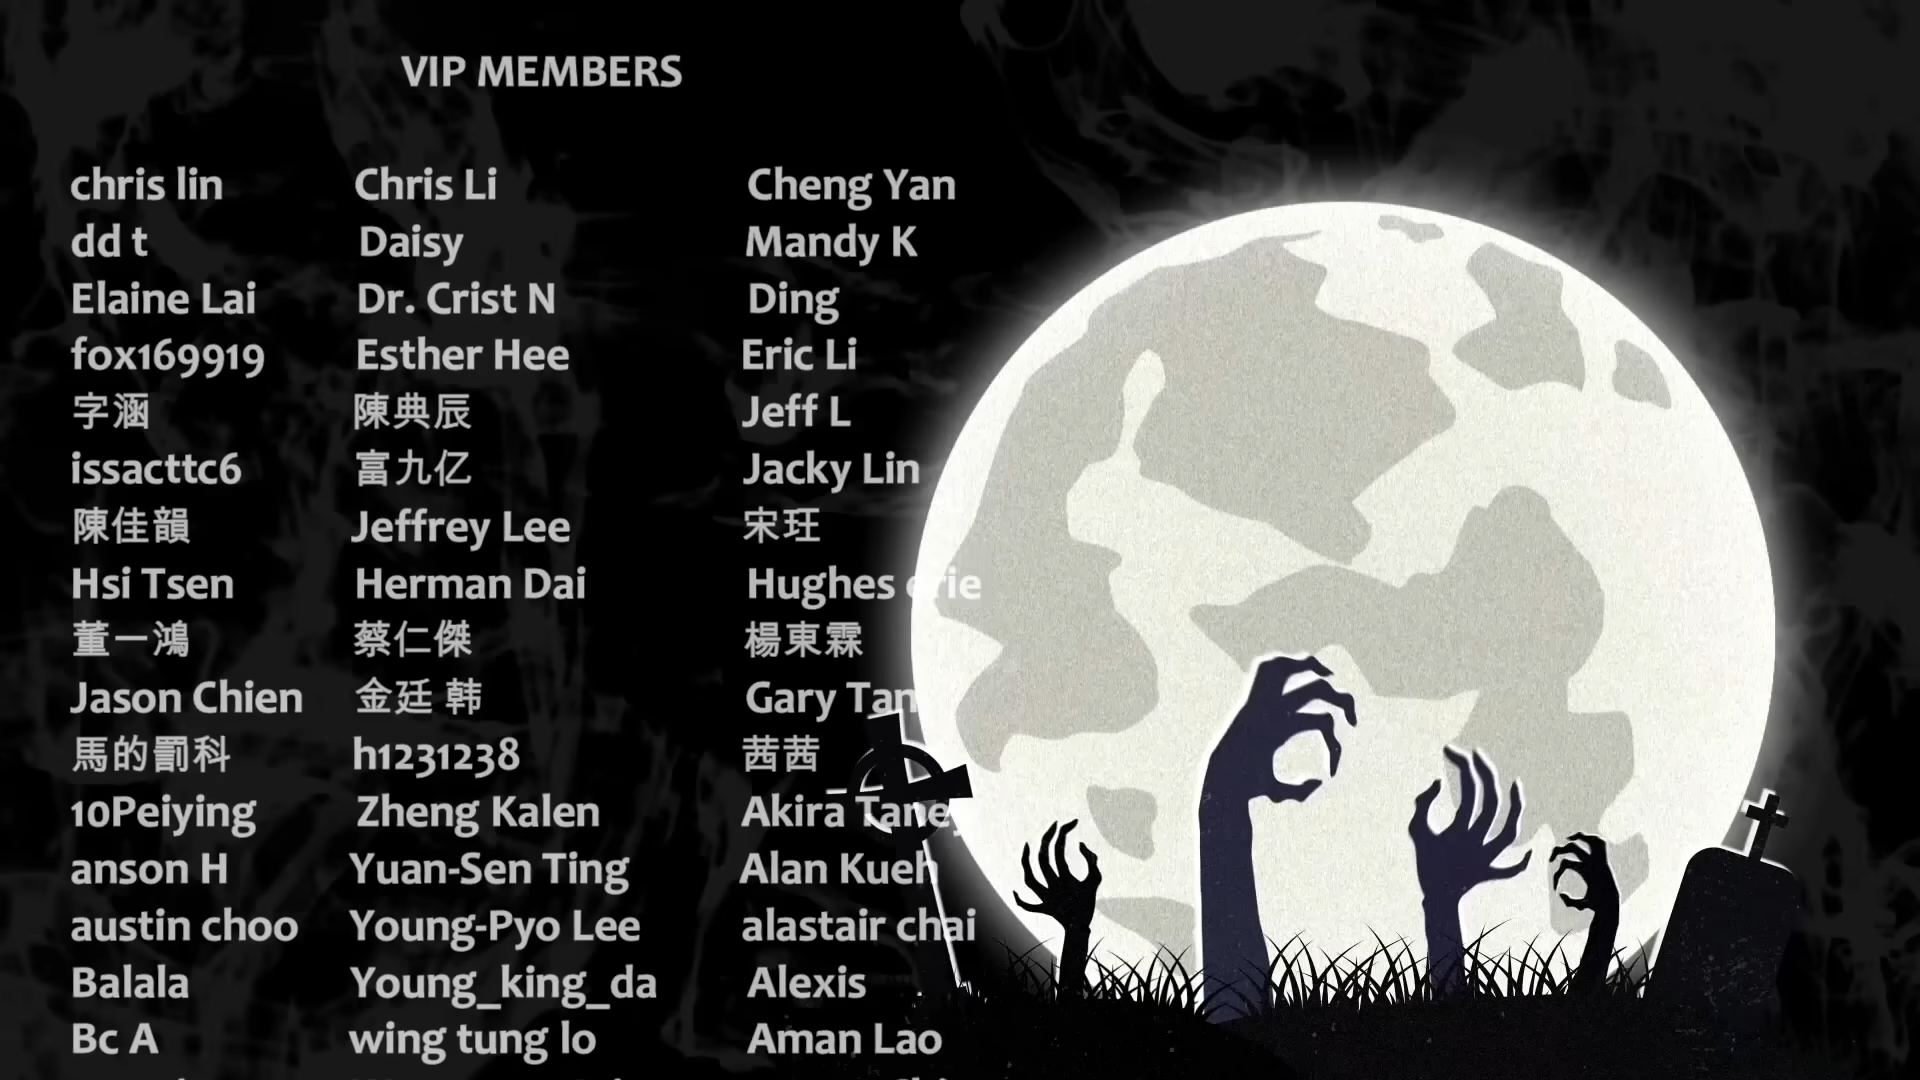 VIP MEMBERS
chris lin Chris Li Cheng Yan
dd t Daisy Mandy K
Elaine Lai Dr. Crist N Ding
fox169919 Esther Hee Eric Li
字涵 陳典辰 Jeff L
issacttc6 富九亿 Jacky Lin
陳佳韻 Jeffrey Lee 宋玨
Hsi Tsen Herman Dai Hughes
董一鴻 蔡仁傑 楊東霖
Jason Chien 金廷 韩 Gary Tan
馬的罰科 h1231238 茜茜
10Peiying Zheng Kalen Akira
anson H Yuan-Sen Ting Alan Kueh
austin choo Young-Pyo Lee alastair chai
Balala Young_king_da Alexis
Bc A wing tung lo Aman Lao